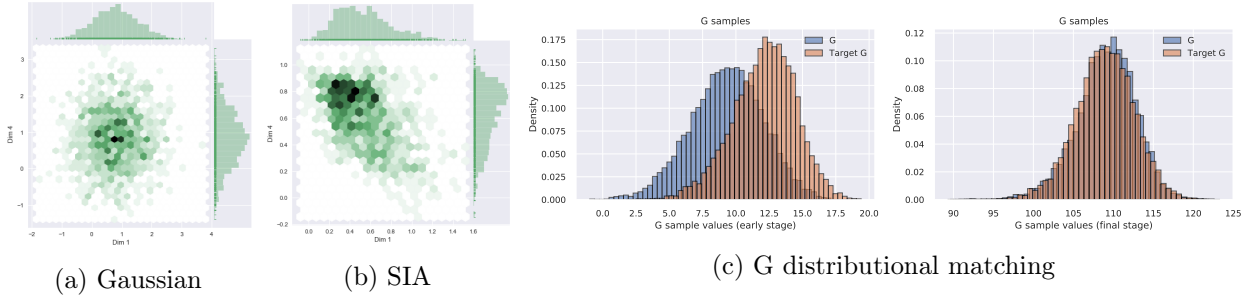 Dim 4
3
2
1
0
−1
−2 −1 0 1 2 3 4
Dim 1
(a) Gaussian
Dim 4
1.0
0.8
0.6
0.4
0.2
0.0
−0.2
0.0 0.2 0.4 0.6 0.8 1.0 1.2 1.4 1.6
Dim 1
(b) SIA
G samples
G
Target G
Density
0.175
0.150
0.125
0.100
0.075
0.050
0.025
0.000
0.0 2.5 5.0 7.5 10.0 12.5 15.0 17.5 20.0
G sample values (early stage)
G samples
G
Target G
Density
0.12
0.10
0.08
0.06
0.04
0.02
0.00
90 95 100 105 110 115 120 125
G sample values (final stage)
(c) G distributional matching